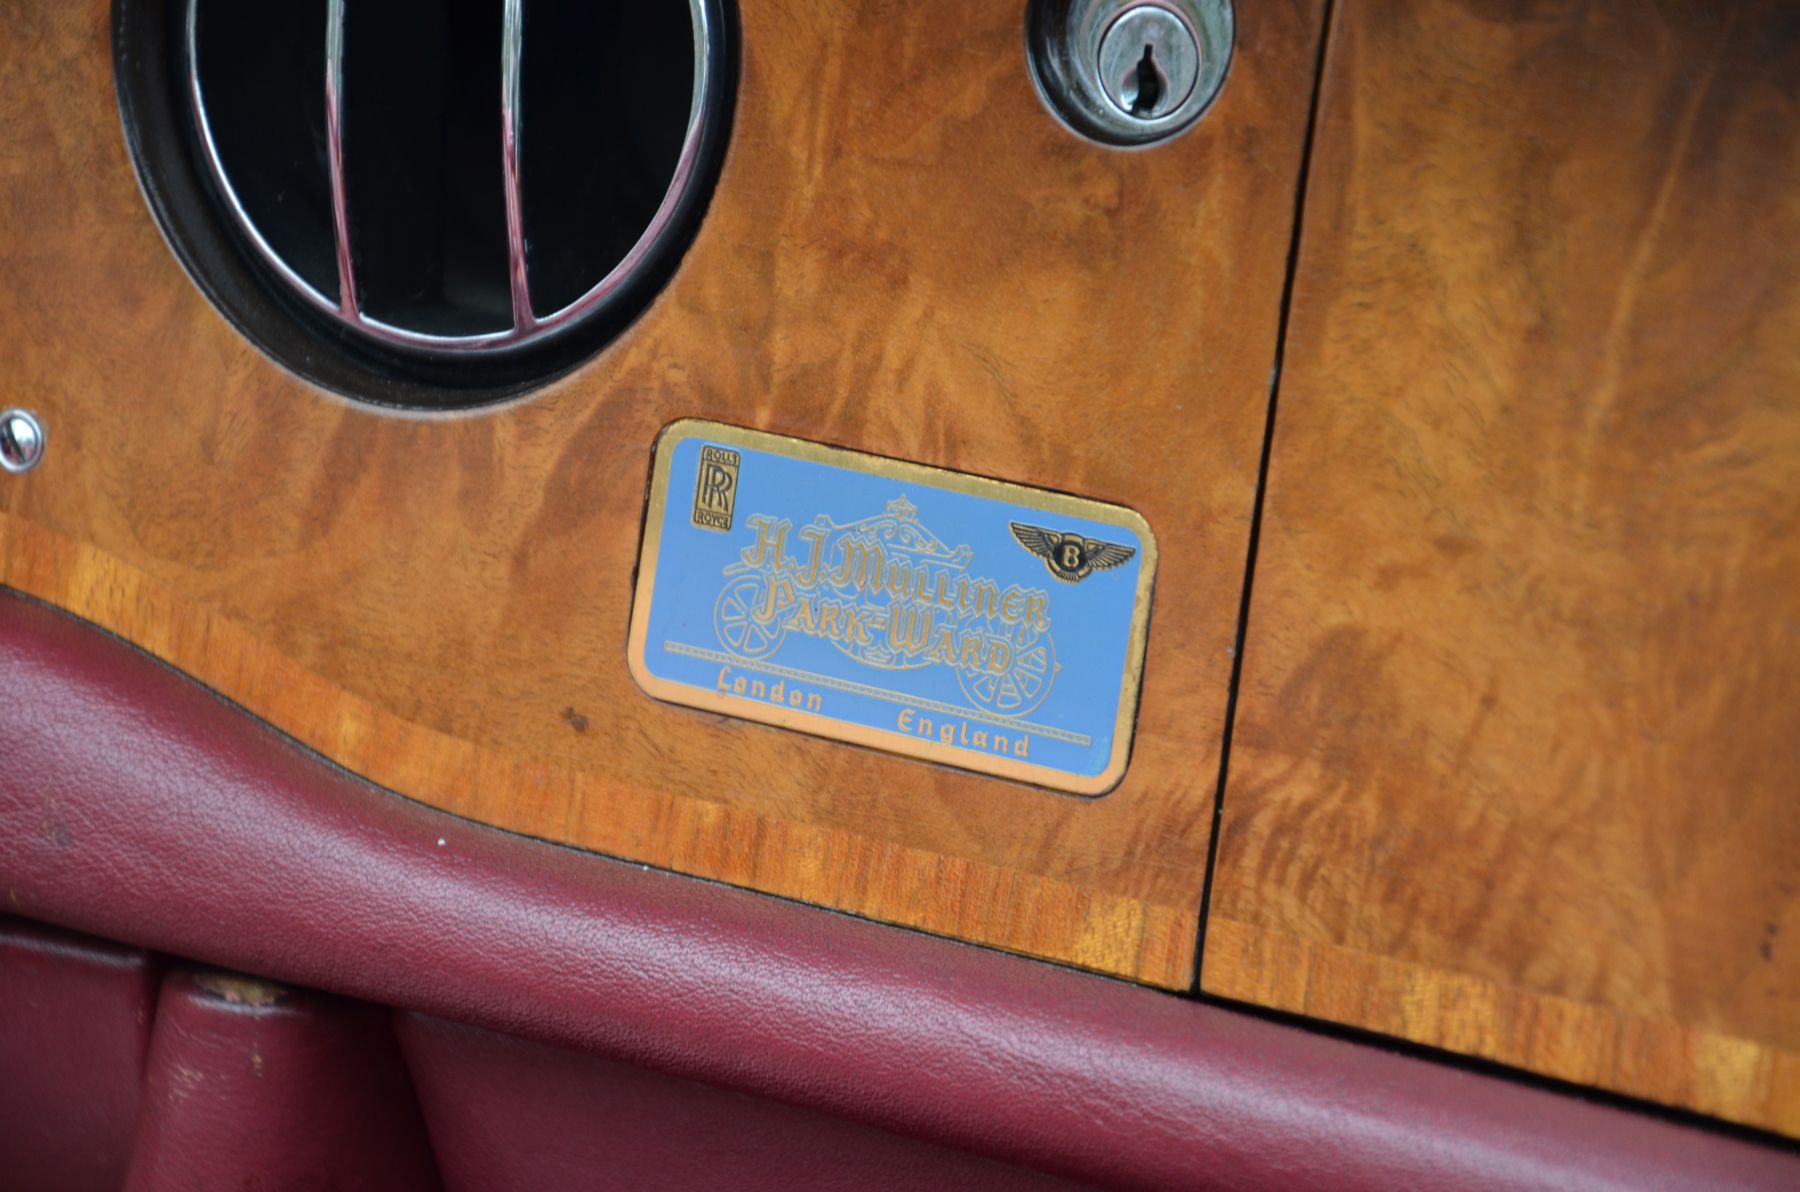 ROLLS
RR
ROYCE
B
H.J. Mulliner
Park-Ward
London England